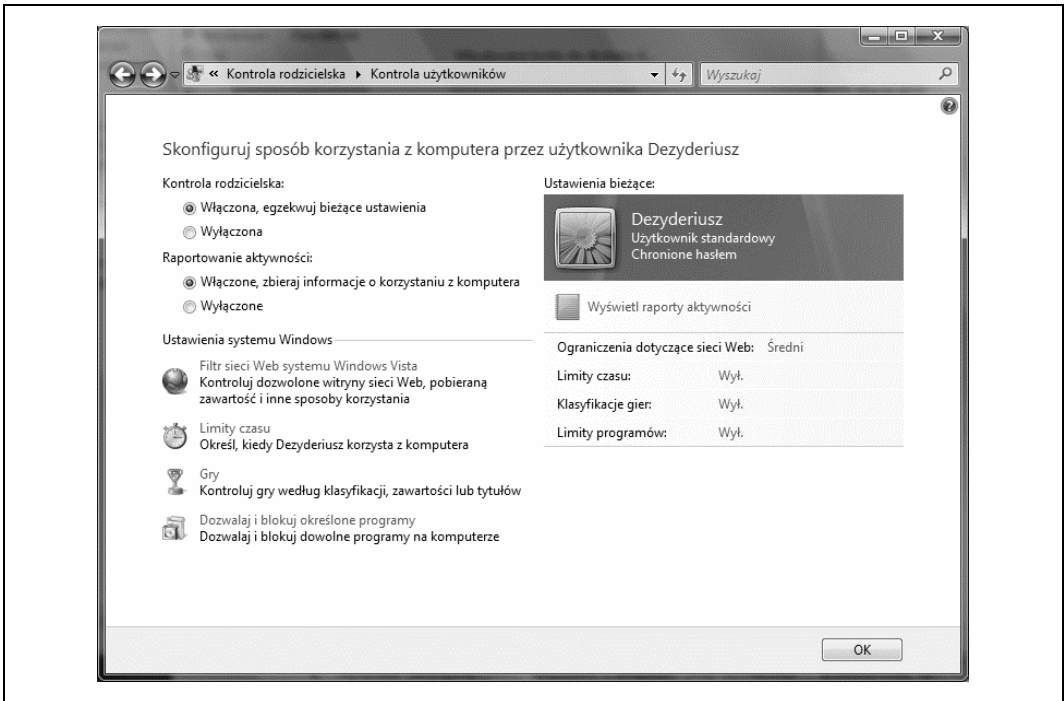 « Kontrola rodzicielska ▸ Kontrola użytkowników
Wyszukaj
Skonfiguruj sposób korzystania z komputera przez użytkownika Dezyderiusz
Kontrola rodzicielska:
Włączona, egzekwuj bieżące ustawienia
Wyłączona
Raportowanie aktywności:
Włączone, zbieraj informacje o korzystaniu z komputera
Wyłączone
Ustawienia systemu Windows
Filtr sieci Web systemu Windows Vista
Kontroluj dozwolone witryny sieci Web, pobieraną
zawartość i inne sposoby korzystania
Limity czasu
Określ, kiedy Dezyderiusz korzysta z komputera
Gry
Kontroluj gry według klasyfikacji, zawartości lub tytułów
Dozwalaj i blokuj określone programy
Dozwalaj i blokuj dowolne programy na komputerze
Ustawienia bieżące:
Dezyderiusz
Użytkownik standardowy
Chronione hasłem
Wyświetl raporty aktywności
Ograniczenia dotyczące sieci Web: Średni
Limity czasu: Wył.
Klasyfikacje gier: Wył.
Limity programów: Wył.
OK